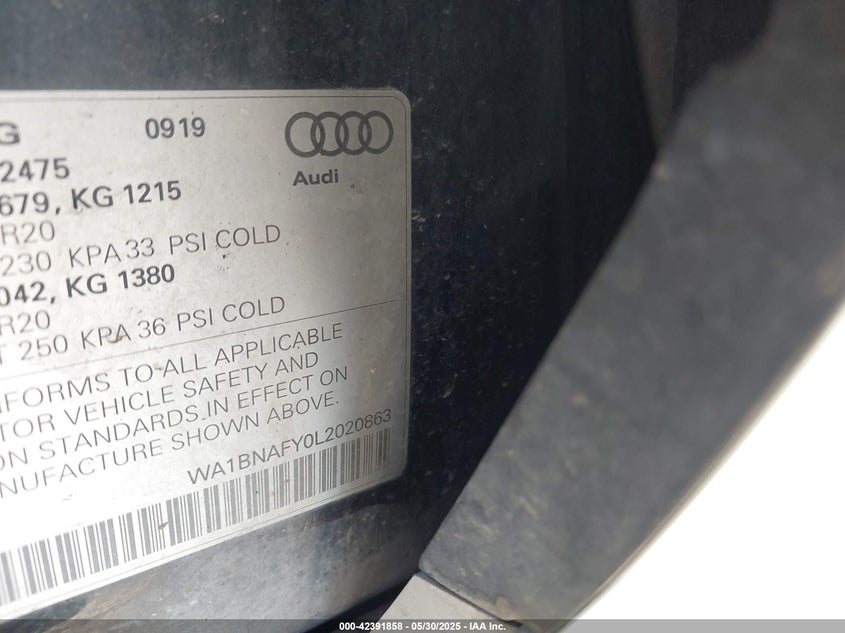 G 0919
Audi
2475
679, KG 1215
R20
230 KPA 33 PSI COLD
042, KG 1380
R20
T 250 KPA 36 PSI COLD
NFORMS TO ALL APPLICABLE
TOR VEHICLE SAFETY AND
ON STANDARDS IN EFFECT ON
NUFACTURE SHOWN ABOVE.
WA1BNAFY0L2020863
000-42391858 - 05/30/2025 - IAA Inc.